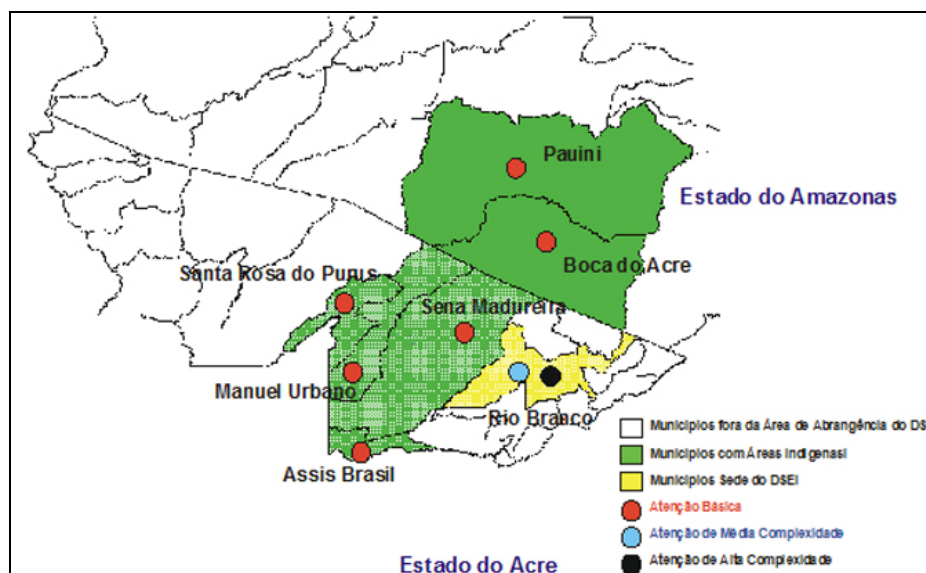 Pauini
Estado do Amazonas
Boca do Acre
Santa Rosa do Purus
Sena Madureira
Manuel Urbano
Rio Branco
Assis Brasil
Municípios fora da Área de Abrangência do DS
Municípios com Áreas Indígenasl
Municípios Sede do DSEI
Atenção Básica
Atenção de Média Complexidade
Atenção de Alta Complexidade
Estado do Acre